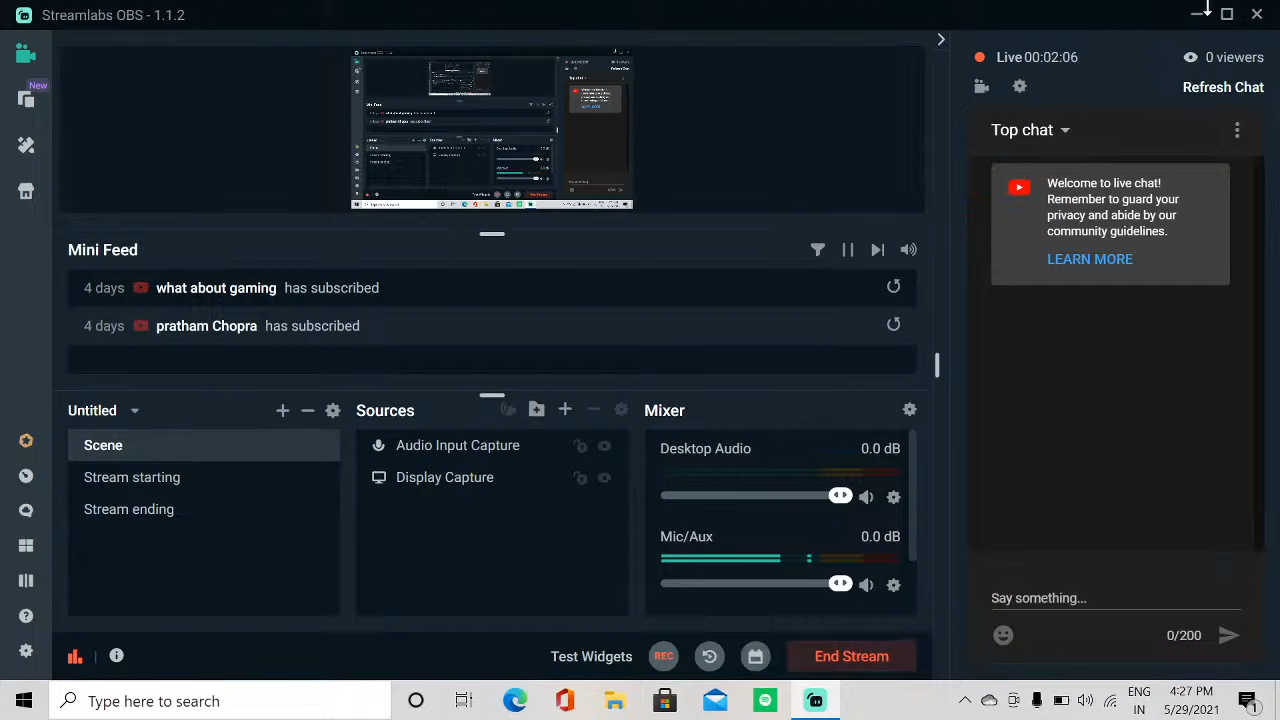 Streamlabs OBS - 1.1.2
Live 00:02:06
0 viewers
New
Refresh Chat
Top chat
Welcome to live chat!
Remember to guard your
privacy and abide by our
community guidelines.
LEARN MORE
Mini Feed
4 days what about gaming has subscribed
4 days pratham Chopra has subscribed
Untitled
Sources
Mixer
Scene
Stream starting
Stream ending
Audio Input Capture
Display Capture
Desktop Audio 0.0 dB
Mic/Aux 0.0 dB
Say something...
0/200
Test Widgets
REC
End Stream
Type here to search
ENG
IN
4:27 PM
5/29/2021
1